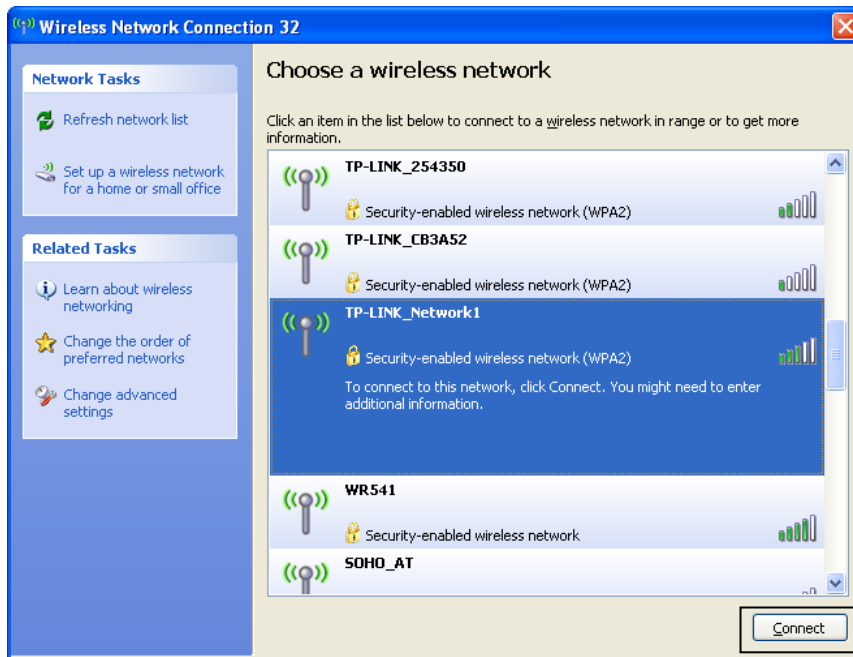 Wireless Network Connection 32
Network Tasks
Refresh network list
Set up a wireless network
for a home or small office
Related Tasks
Learn about wireless
networking
Change the order of
preferred networks
Change advanced
settings
Choose a wireless network
Click an item in the list below to connect to a wireless network in range or to get more
information.
TP-LINK_254350
Security-enabled wireless network (WPA2)
TP-LINK_CB3A52
Security-enabled wireless network (WPA2)
TP-LINK_Network1
Security-enabled wireless network (WPA2)
To connect to this network, click Connect. You might need to enter
additional information.
WR541
Security-enabled wireless network
SOHO_AT
Connect